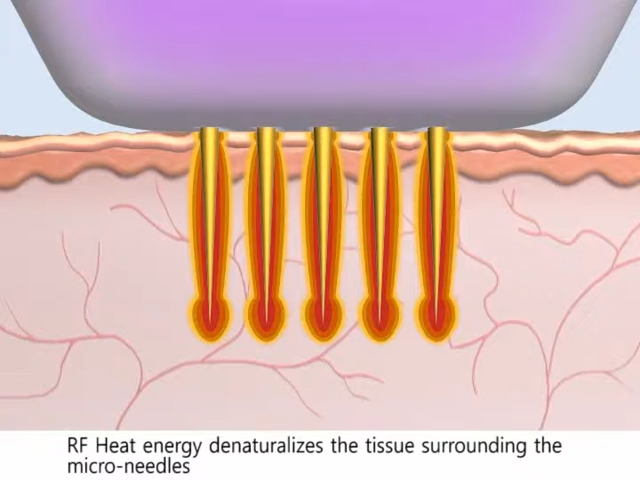 RF Heat energy denaturalizes the tissue surrounding the
micro-needles